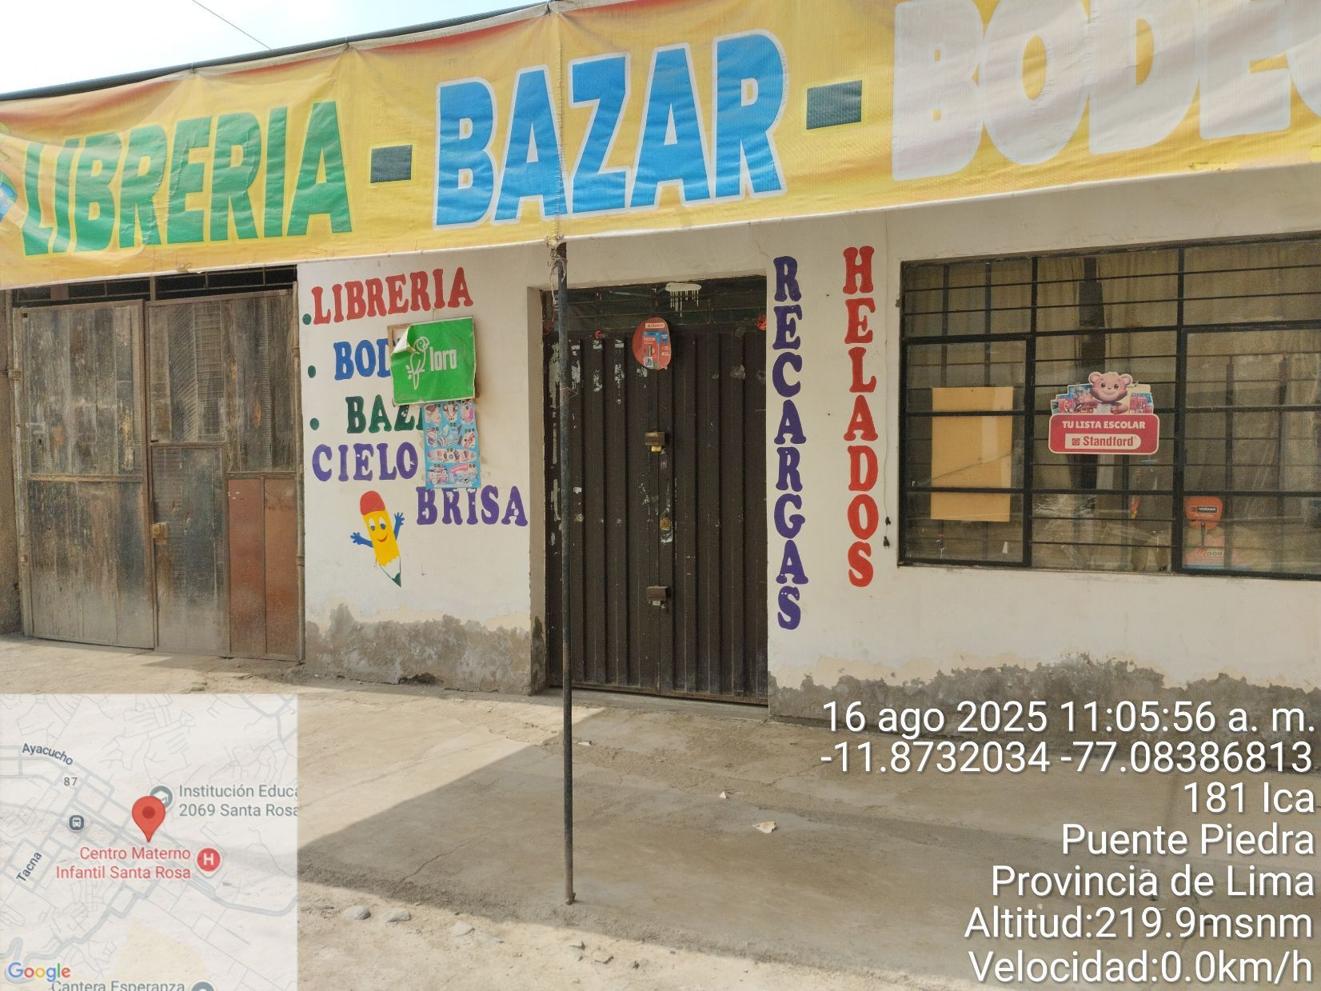 LIBRERIA - BAZAR - BODEG
LIBRERIA
BOD
loro
BAZ
CIELO
BRISA
RECARGAS
HELADOS
TU LISTA ESCOLAR
Standford
16 ago 2025 11:05:56 a. m.
-11.8732034 -77.08386813
181 Ica
Puente Piedra
Provincia de Lima
Altitud:219.9msnm
Velocidad:0.0km/h
Ayacucho
87
Institución Educa
2069 Santa Rosa
Centro Materno
Infantil Santa Rosa
H
Tacna
Google
Cantera Esperanza